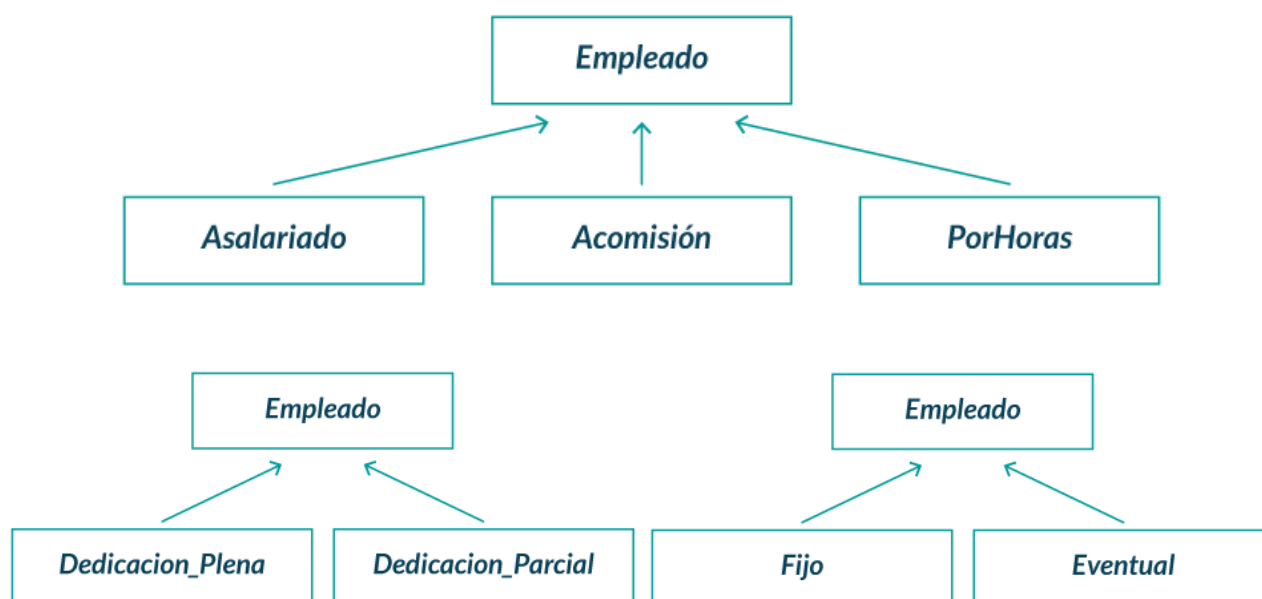 Empleado
Asalariado
Acomisión
PorHoras
Empleado
Empleado
Dedicacion_Plena
Dedicacion_Parcial
Fijo
Eventual